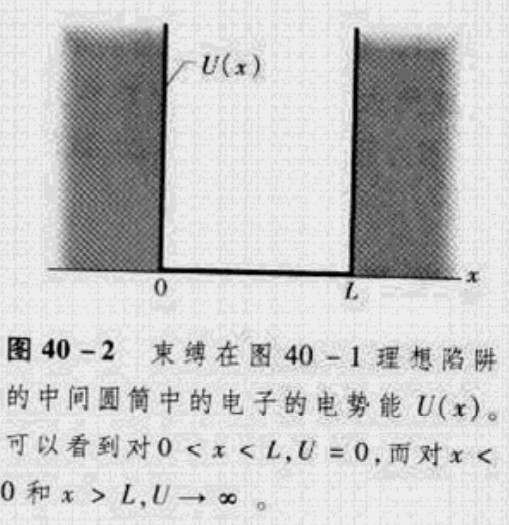 U(x)
0
L
x
图 40-2 束缚在图 40-1 理想陷阱
的中间圆筒中的电子的电势能 U(x)。
可以看到对 0 < x < L, U = 0, 而对 x <
0 和 x > L, U → ∞ 。